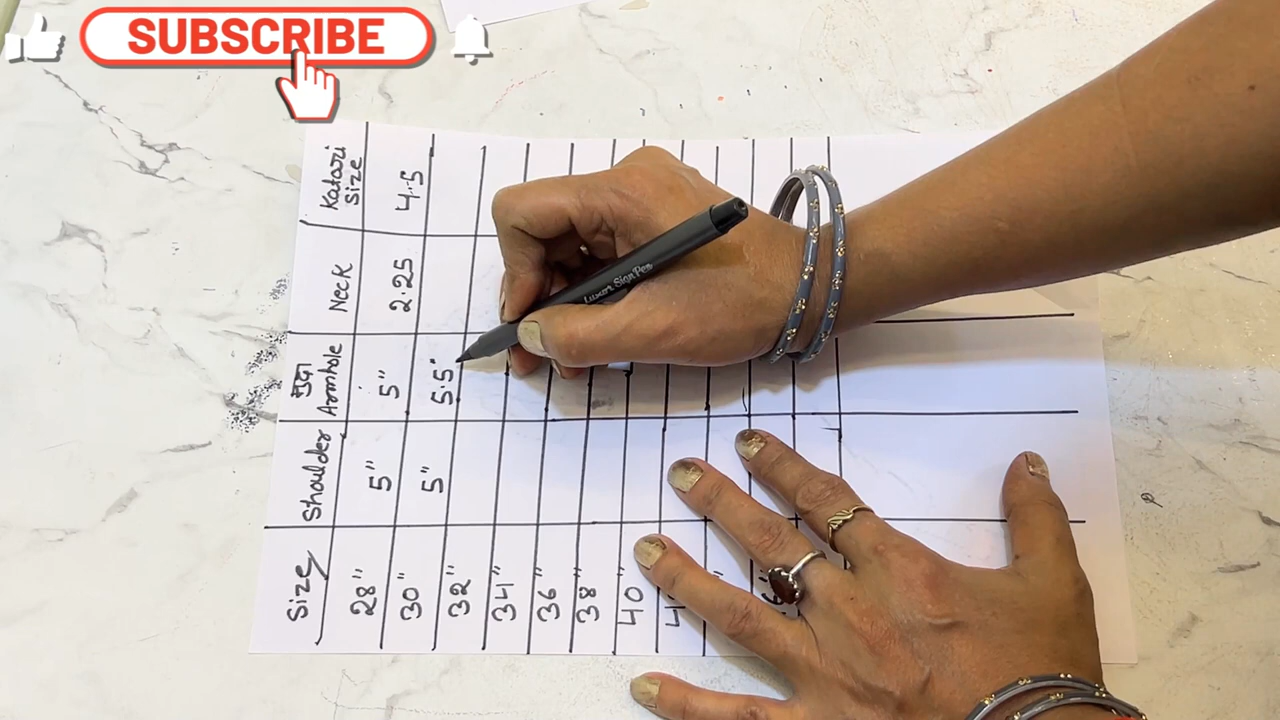 SUBSCRIBE
Size Shoulder मुडा Armhole Neck Katori Size
28" 5" 5" 2.25 4.5
30" 5" 5.5"
32"
34"
36"
38"
40"
Luxor Sign Pen